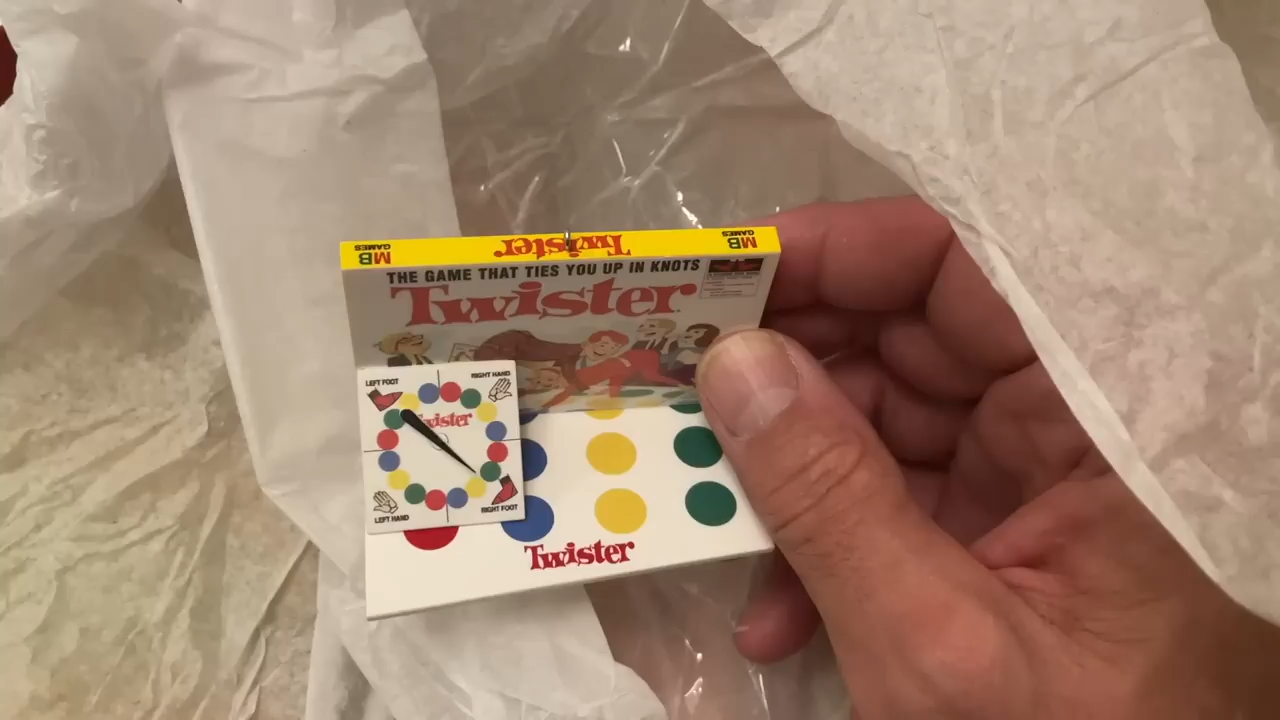 MB GAMES
Twister
MB GAMES
THE GAME THAT TIES YOU UP IN KNOTS
Twister
LEFT FOOT
RIGHT HAND
Twister
LEFT HAND
RIGHT FOOT
Twister